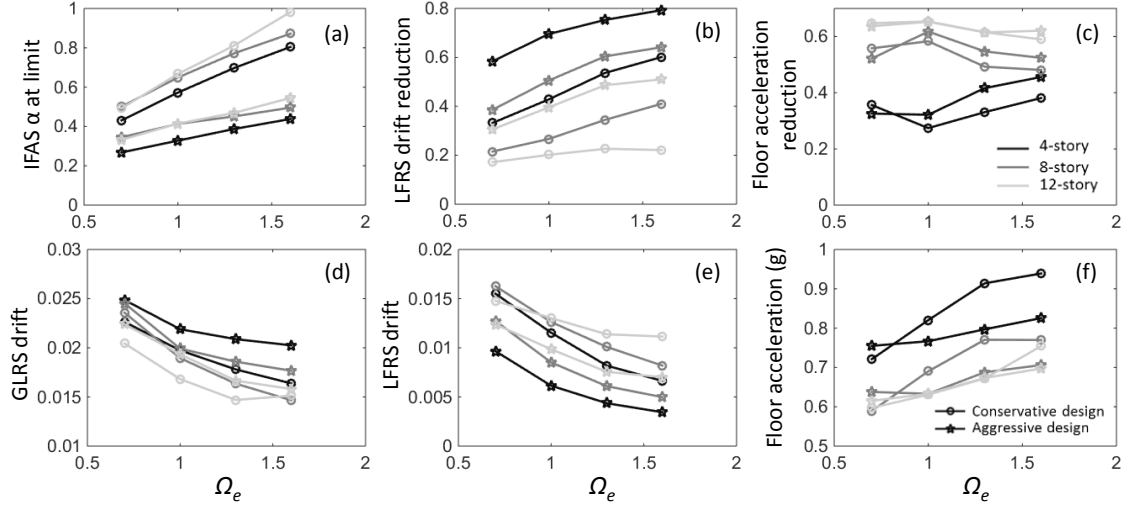 IFAS α at limit
1
0.8
0.6
0.4
0.2
0
0.5
1
1.5
2
(a)
LFRS drift reduction
0.8
0.6
0.4
0.2
0
0.5
1
1.5
2
(b)
Floor acceleration
reduction
0.6
0.4
0.2
0
0.5
1
1.5
2
(c)
4-story
8-story
12-story
GLRS drift
0.03
0.025
0.02
0.015
0.01
0.5
1
1.5
2
Ωe
(d)
LFRS drift
0.02
0.015
0.01
0.005
0
0.5
1
1.5
2
Ωe
(e)
Floor acceleration (g)
1
0.9
0.8
0.7
0.6
0.5
0.5
1
1.5
2
Ωe
(f)
Conservative design
Aggressive design